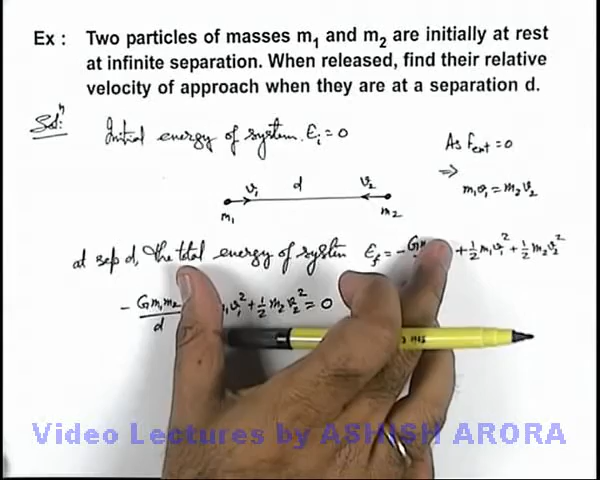 Ex : Two particles of masses m₁ and m₂ are initially at rest
at infinite separation. When released, find their relative
velocity of approach when they are at a separation d.
Solⁿ: Initial energy of system. Eᵢ = 0
As Fₑₓₜ = 0
⇒ m₁v₁ = m₂v₂
v₁ d v₂
m₁ m₂
at sep d, the total energy of system E_f = - G + ½ m₁v₁² + ½ m₂v₂²
- Gm₁m₂/d v₁² + ½ m₂v₂² = 0
Video Lectures by ASHISH ARORA